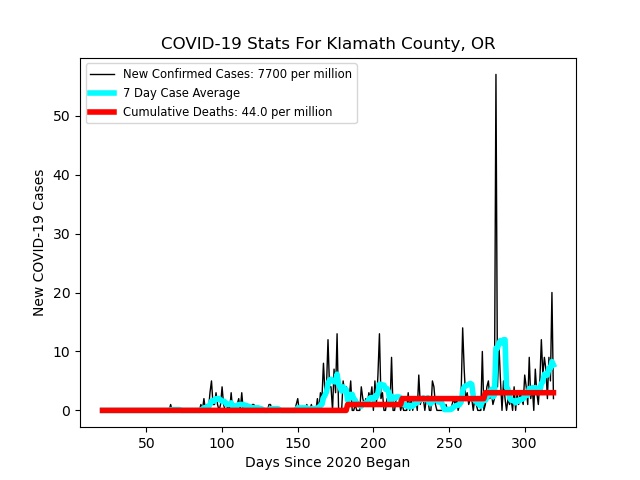 COVID-19 Stats For Klamath County, OR
New Confirmed Cases: 7700 per million
7 Day Case Average
Cumulative Deaths: 44.0 per million
New COVID-19 Cases
50
40
30
20
10
0
50 100 150 200 250 300
Days Since 2020 Began